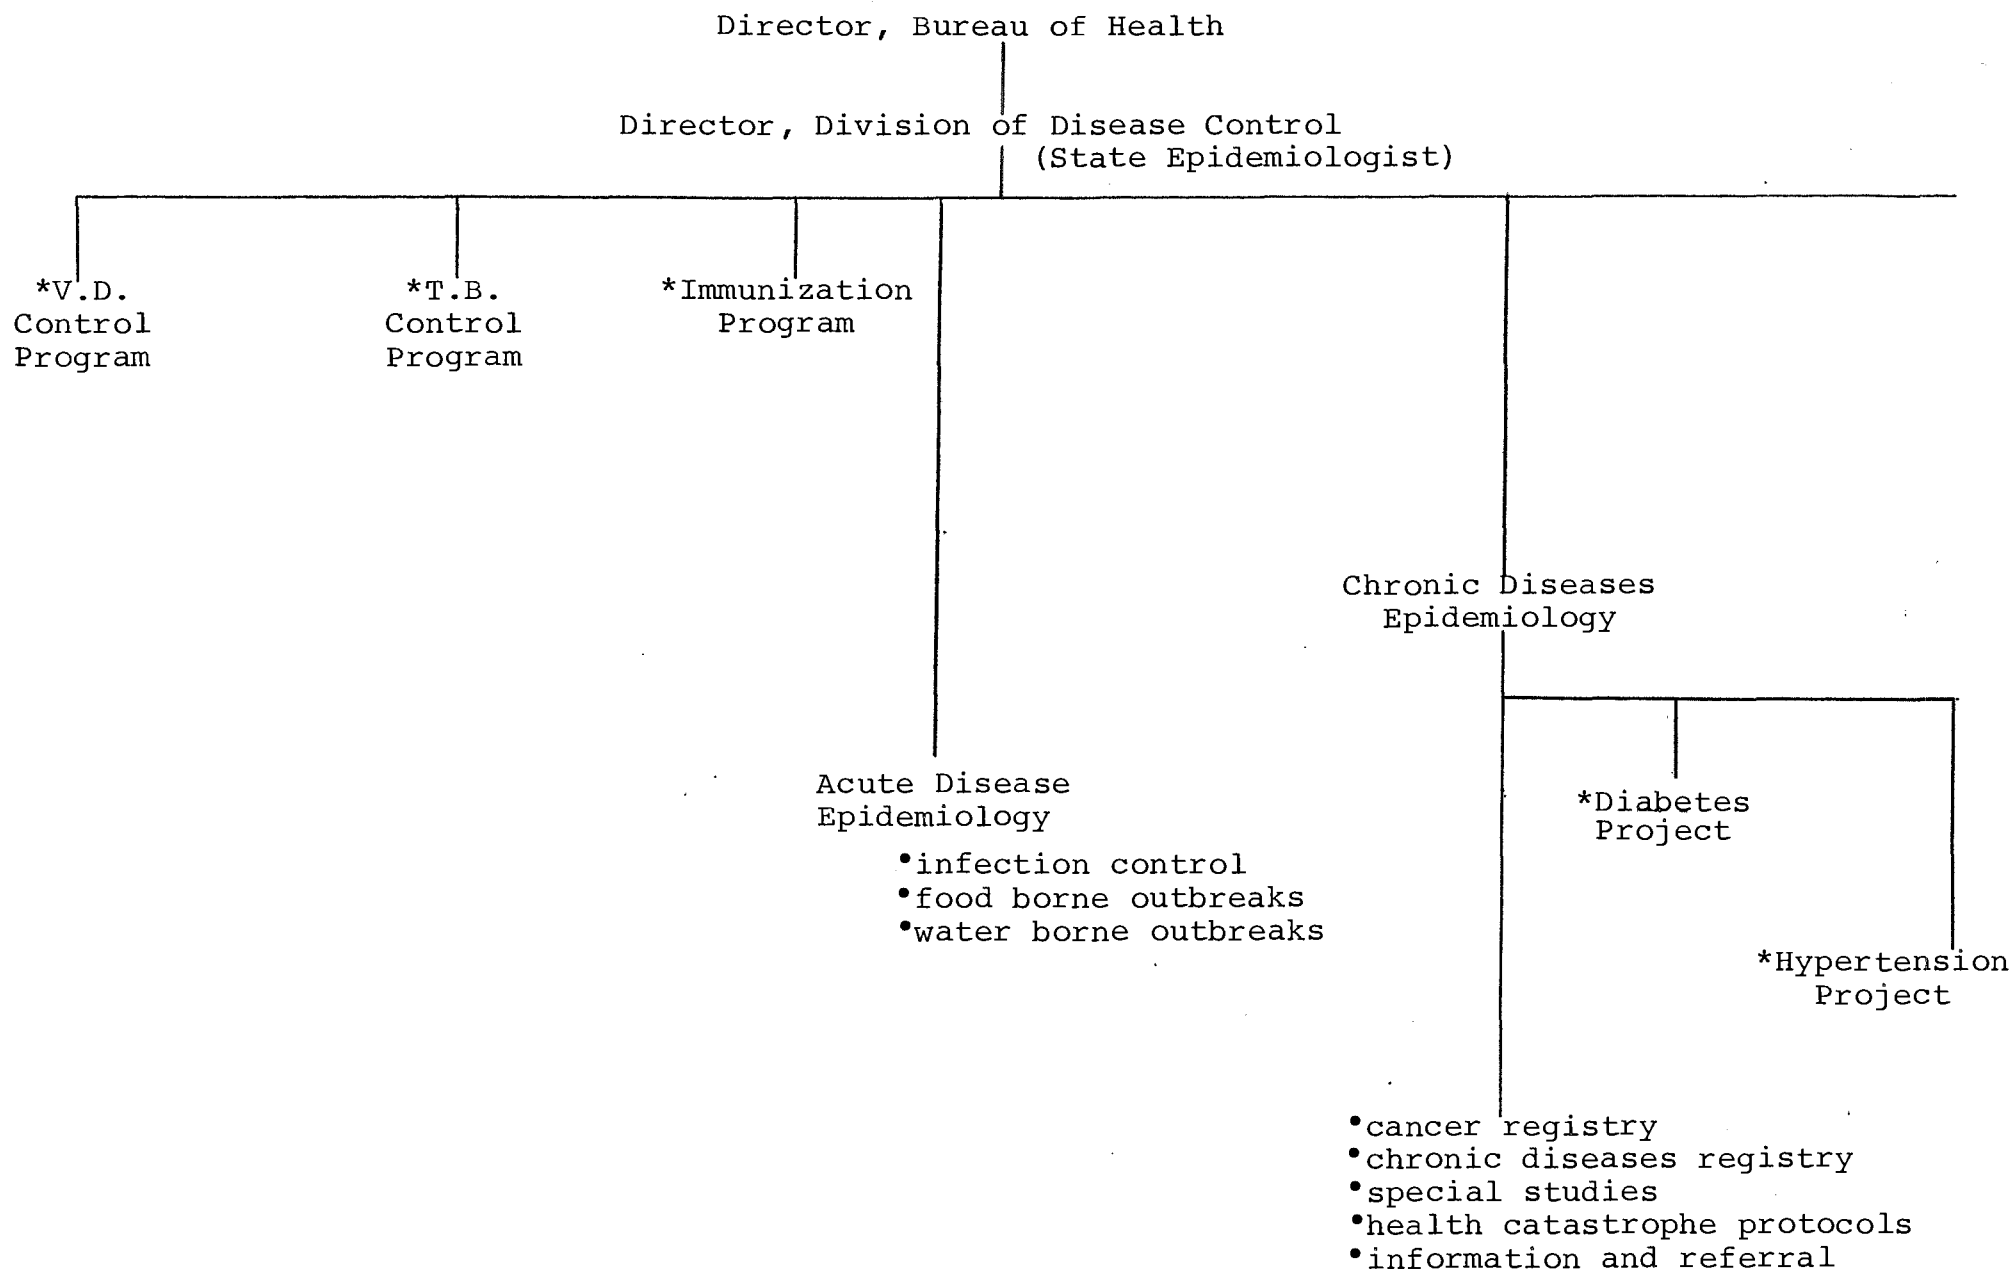 Director, Bureau of Health
Director, Division of Disease Control
(State Epidemiologist)
*V.D.
Control
Program
*T.B.
Control
Program
*Immunization
Program
Chronic Diseases
Epidemiology
Acute Disease
Epidemiology
•infection control
•food borne outbreaks
•water borne outbreaks
*Diabetes
Project
*Hypertension
Project
•cancer registry
•chronic diseases registry
•special studies
•health catastrophe protocols
•information and referral